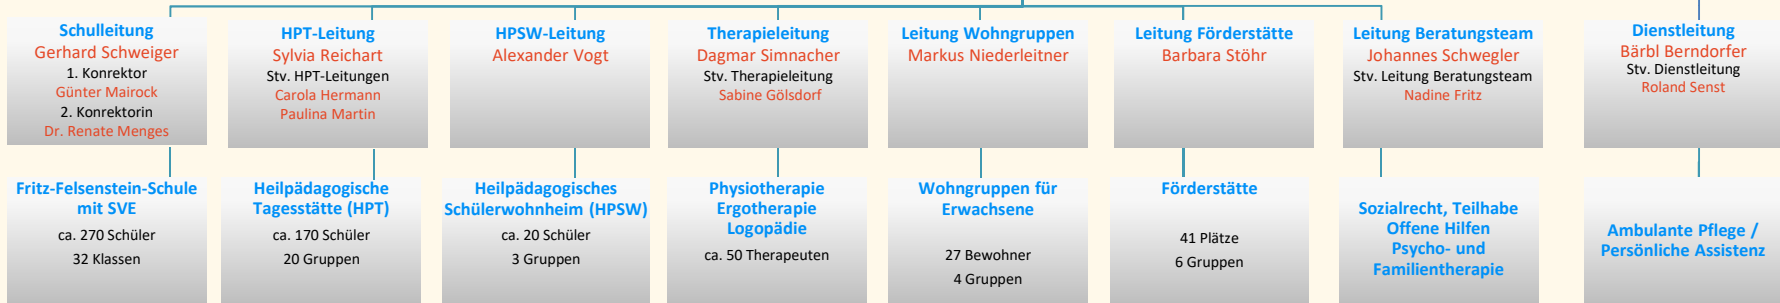 Schulleitung
Gerhard Schweiger
1. Konrektor
Günter Mairock
2. Konrektorin
Dr. Renate Menges
HPT-Leitung
Sylvia Reichart
Stv. HPT-Leitungen
Carola Hermann
Paulina Martin
HPSW-Leitung
Alexander Vogt
Therapieleitung
Dagmar Simnacher
Stv. Therapieleitung
Sabine Gölsdorf
Leitung Wohngruppen
Markus Niederleitner
Leitung Förderstätte
Barbara Stöhr
Leitung Beratungsteam
Johannes Schwegler
Stv. Leitung Beratungsteam
Nadine Fritz
Dienstleitung
Bärbl Berndorfer
Stv. Dienstleitung
Roland Senst
Fritz-Felsenstein-Schule
mit SVE
ca. 270 Schüler
32 Klassen
Heilpädagogische
Tagesstätte (HPT)
ca. 170 Schüler
20 Gruppen
Heilpädagogisches
Schülerwohnheim (HPSW)
ca. 20 Schüler
3 Gruppen
Physiotherapie
Ergotherapie
Logopädie
ca. 50 Therapeuten
Wohngruppen für
Erwachsene
27 Bewohner
4 Gruppen
Förderstätte
41 Plätze
6 Gruppen
Sozialrecht, Teilhabe
Offene Hilfen
Psycho- und
Familientherapie
Ambulante Pflege /
Persönliche Assistenz